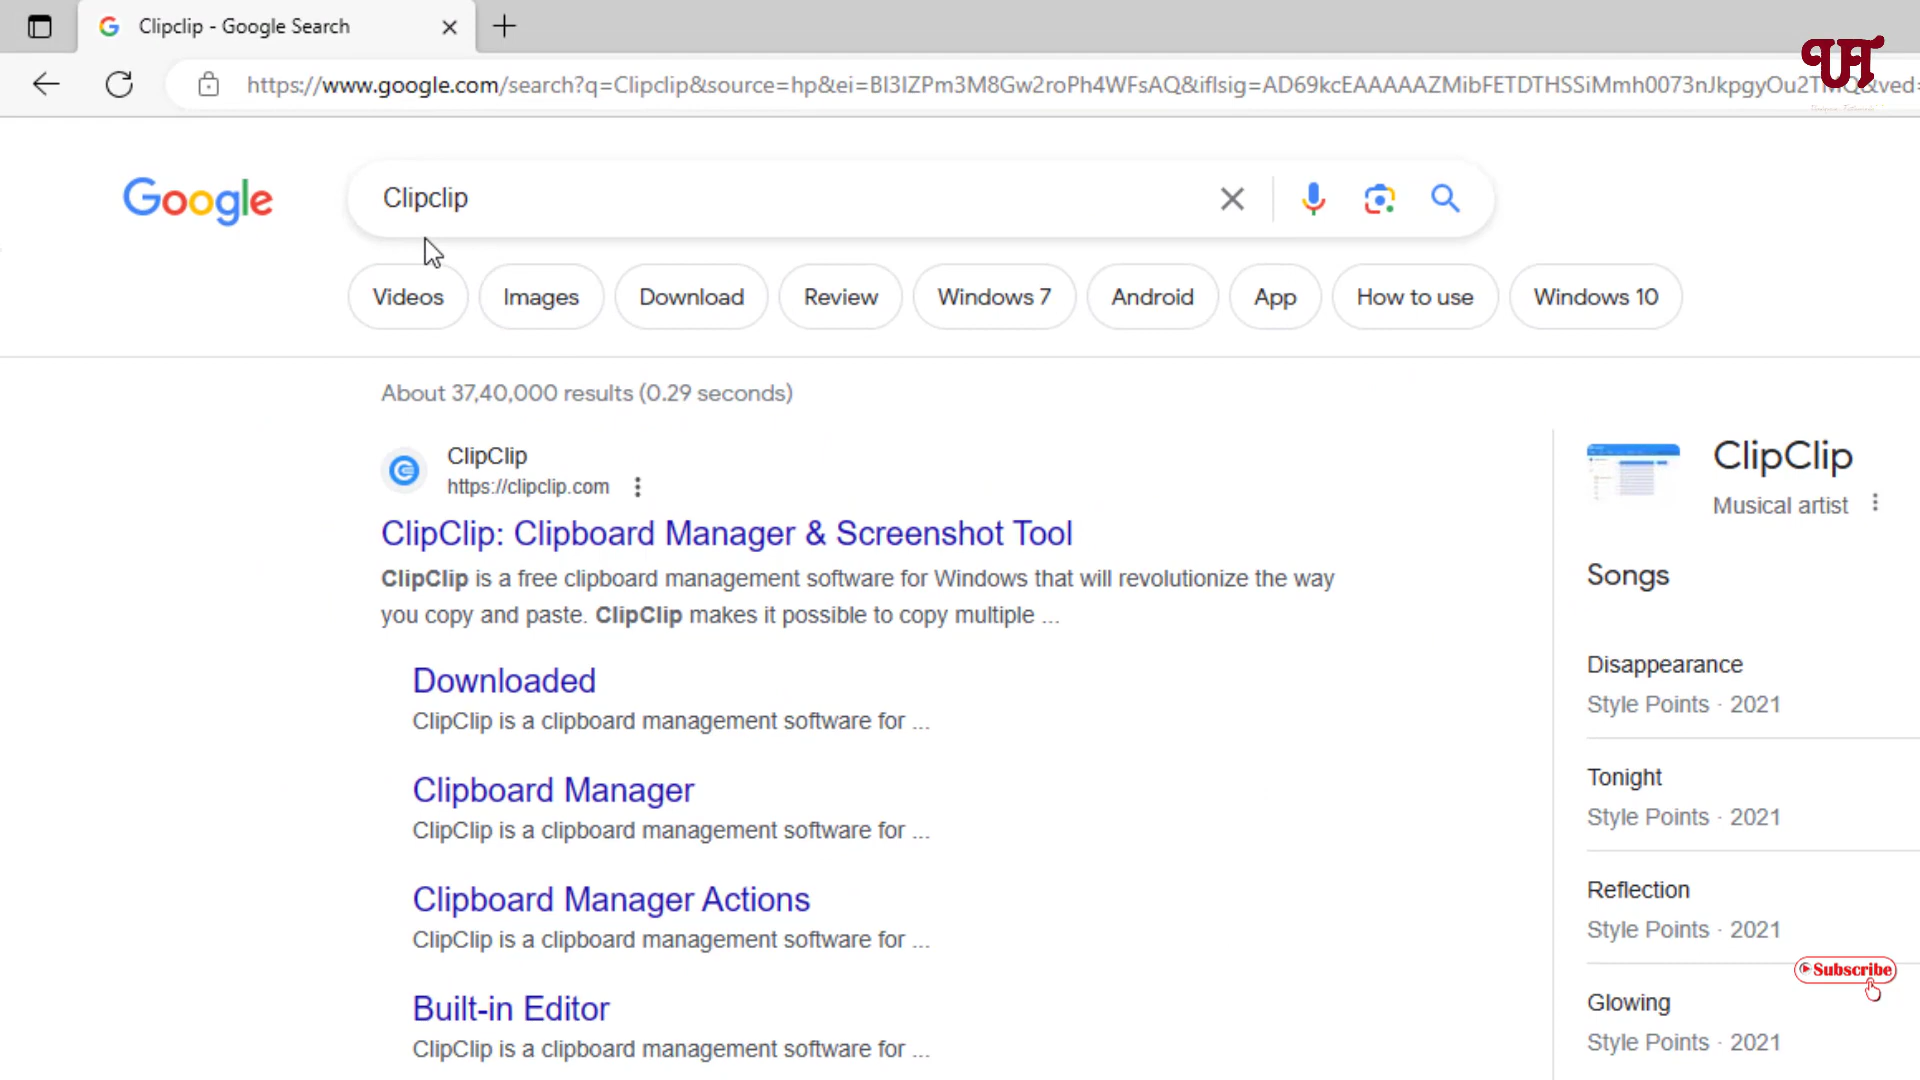 Clipclip - Google Search
https://www.google.com/search?q=Clipclip&source=hp&ei=BI3IZPm3M8Gw2roPh4WFsAQ&iflsig=AD69kcEAAAAAZMibFETDTHSSiMmh0073nJkpgyOu2TMQ&ved=
UT
Google
Clipclip
Videos
Images
Download
Review
Windows 7
Android
App
How to use
Windows 10
About 37,40,000 results (0.29 seconds)
ClipClip
https://clipclip.com
ClipClip: Clipboard Manager & Screenshot Tool
ClipClip is a free clipboard management software for Windows that will revolutionize the way
you copy and paste. ClipClip makes it possible to copy multiple ...
Downloaded
ClipClip is a clipboard management software for ...
Clipboard Manager
ClipClip is a clipboard management software for ...
Clipboard Manager Actions
ClipClip is a clipboard management software for ...
Built-in Editor
ClipClip is a clipboard management software for ...
ClipClip
Musical artist
Songs
Disappearance
Style Points · 2021
Tonight
Style Points · 2021
Reflection
Style Points · 2021
Subscribe
Glowing
Style Points · 2021